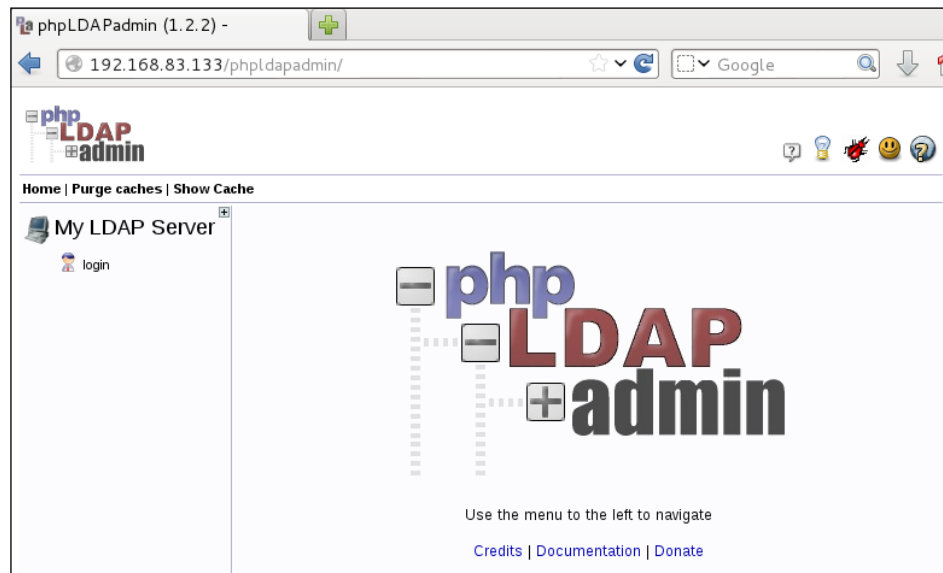 phpLDAPadmin (1.2.2) -
192.168.83.133/phpldapadmin/
Google
php
LDAP
admin
Home | Purge caches | Show Cache
My LDAP Server
login
php
LDAP
admin
Use the menu to the left to navigate
Credits | Documentation | Donate